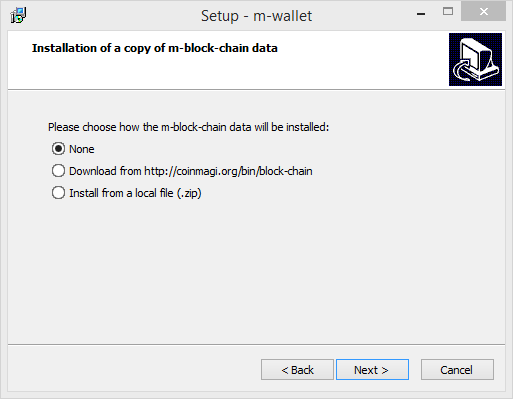 Setup - m-wallet
Installation of a copy of m-block-chain data
Please choose how the m-block-chain data will be installed:
None
Download from http://coinmagi.org/bin/block-chain
Install from a local file (.zip)
< Back
Next >
Cancel